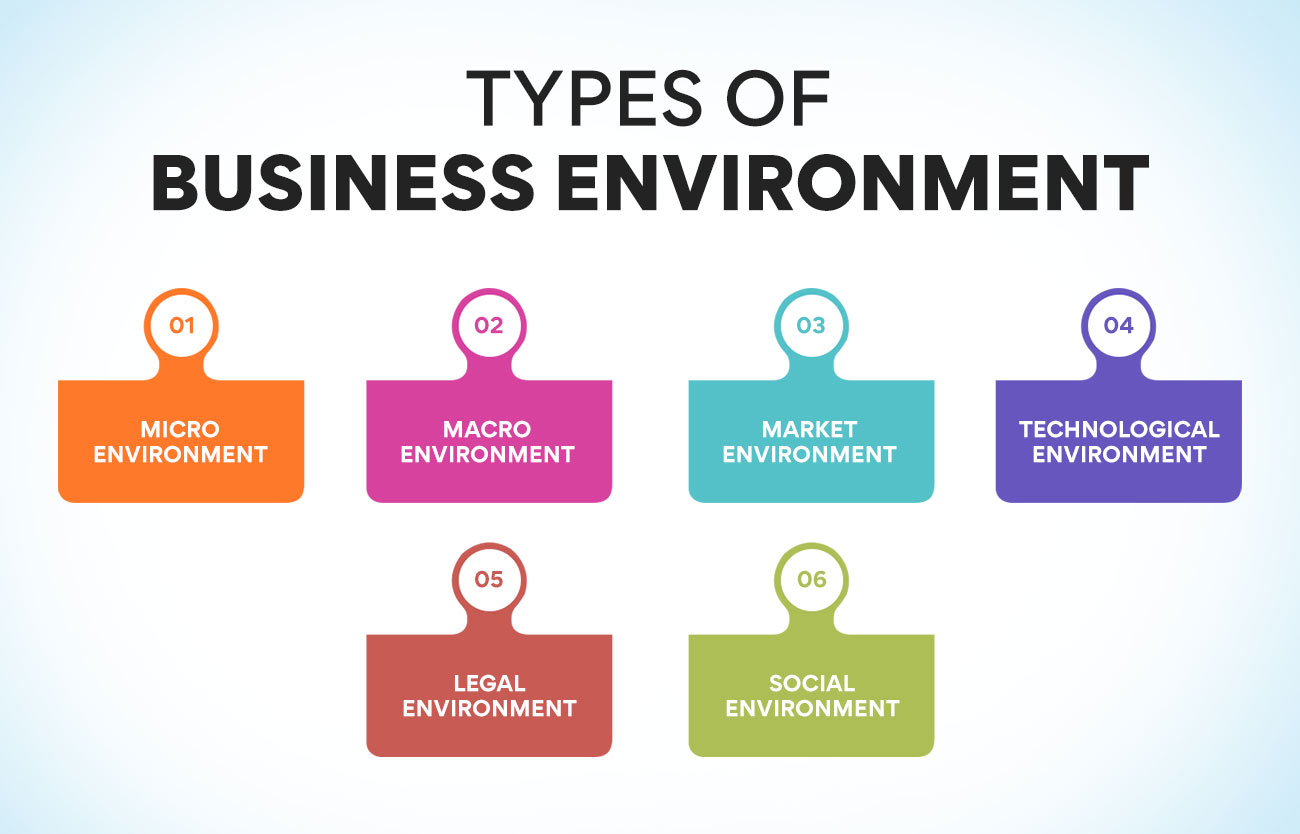 TYPES OF
BUSINESS ENVIRONMENT
01
MICRO
ENVIRONMENT
02
MACRO
ENVIRONMENT
03
MARKET
ENVIRONMENT
04
TECHNOLOGICAL
ENVIRONMENT
05
LEGAL
ENVIRONMENT
06
SOCIAL
ENVIRONMENT